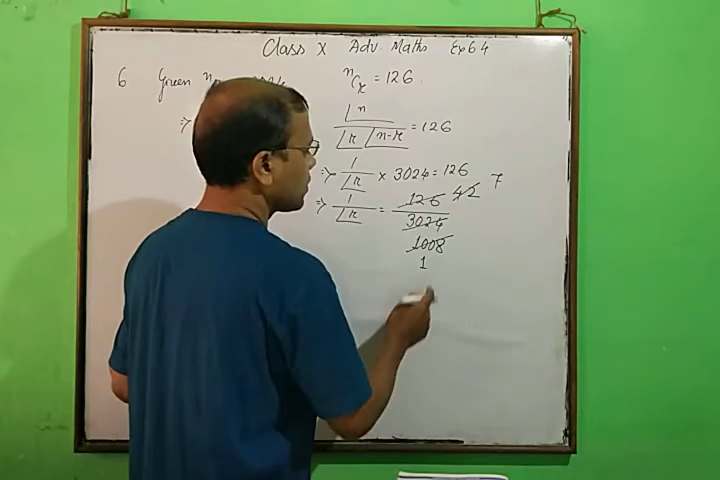 Class X Adv. Maths Ex 6.4
6 Given ⁿCᵣ = 126.
⇒ ∟n / ∟r ∟n-r = 126
⇒ 1/∟r × 3024 = 126
⇒ 1/∟r = 126 42 7
3024
1008
1